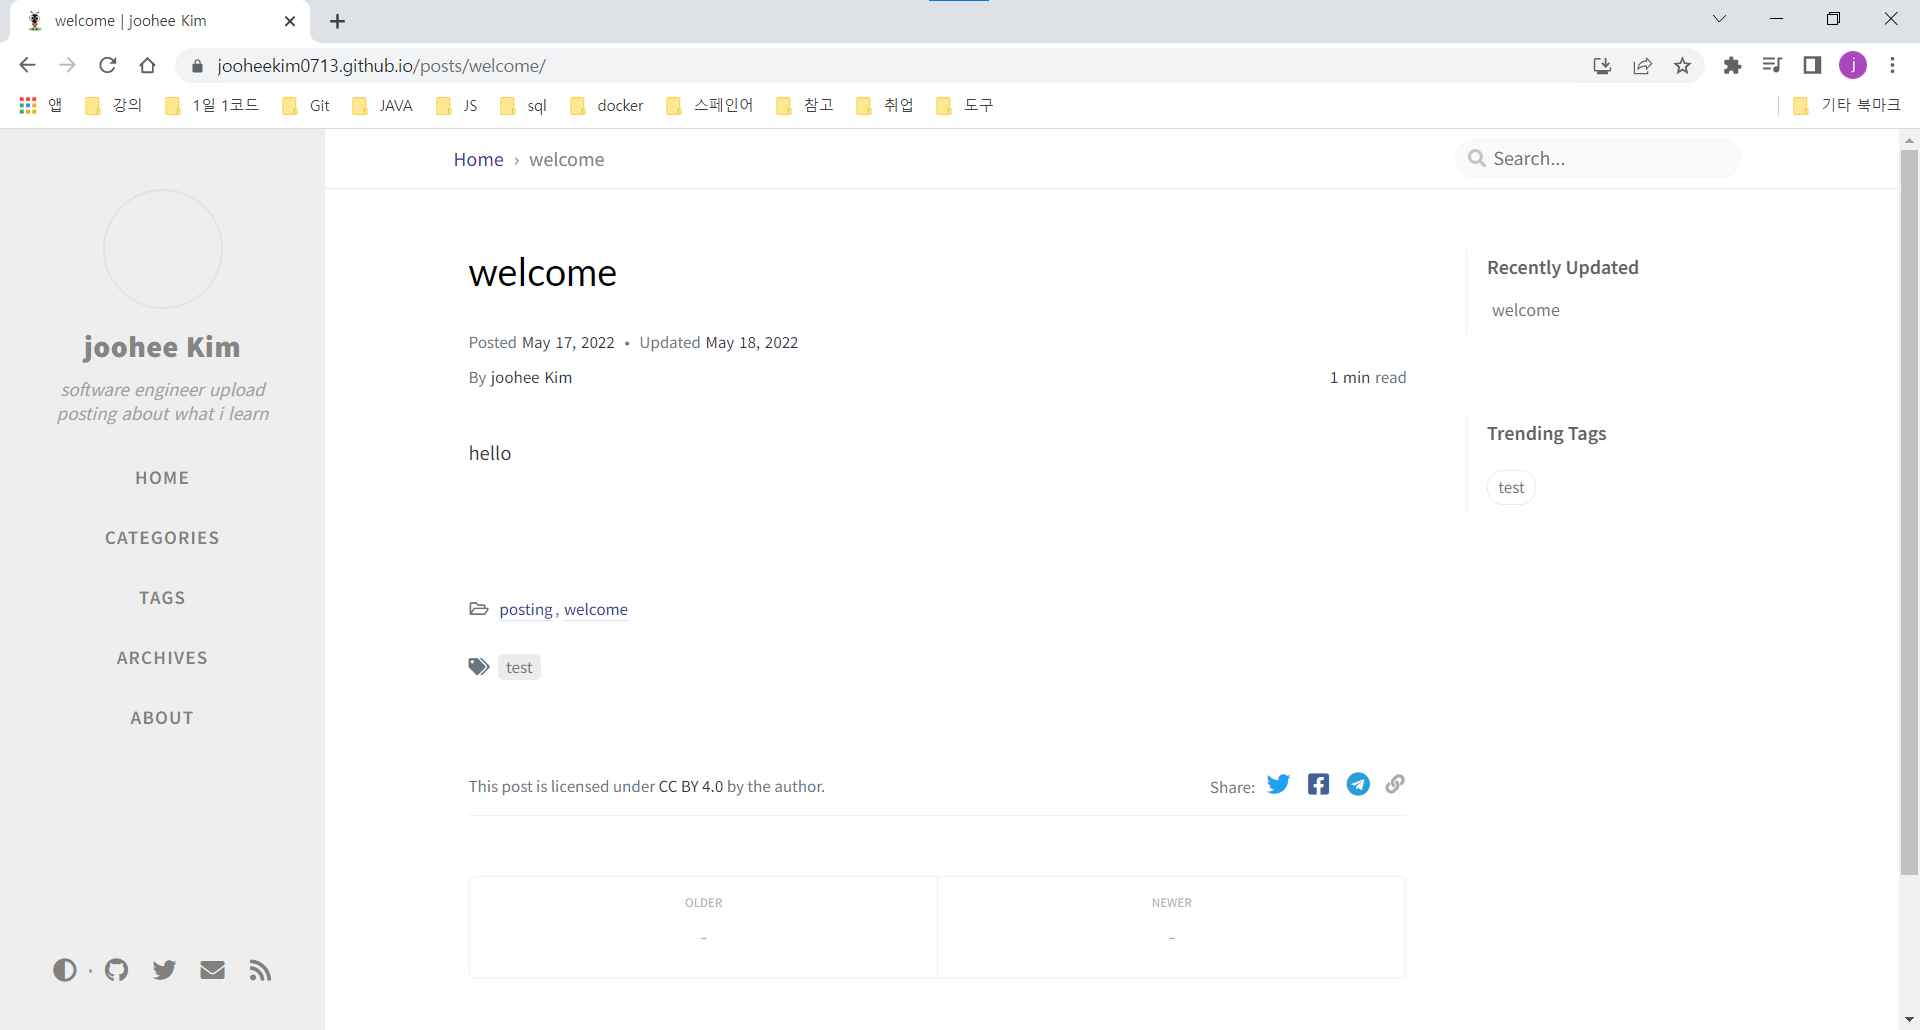 welcome | joohee Kim
jooheekim0713.github.io/posts/welcome/
j
앱 강의 1일 1코드 Git JAVA JS sql docker 스페인어 참고 취업 도구 기타 북마크
joohee Kim
software engineer upload
posting about what i learn
HOME
CATEGORIES
TAGS
ARCHIVES
ABOUT
Home › welcome
Search...
welcome
Posted May 17, 2022 • Updated May 18, 2022
By joohee Kim
1 min read
hello
posting, welcome
test
This post is licensed under CC BY 4.0 by the author.
Share:
OLDER
-
NEWER
-
Recently Updated
welcome
Trending Tags
test